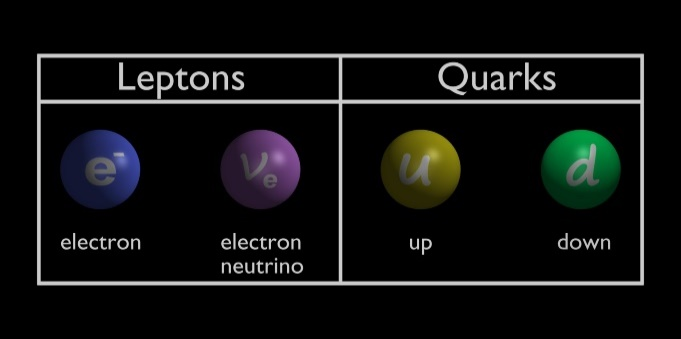 Leptons
Quarks
e⁻
νₑ
u
d
electron
electron
neutrino
up
down